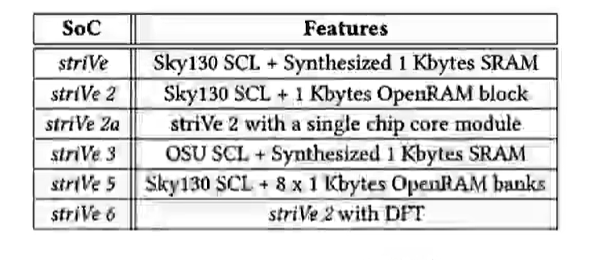 SoC Features
striVe Sky130 SCL + Synthesized 1 Kbytes SRAM
striVe 2 Sky130 SCL + 1 Kbytes OpenRAM block
striVe 2a striVe 2 with a single chip core module
striVe 3 OSU SCL + Synthesized 1 Kbytes SRAM
striVe 5 Sky130 SCL + 8 x 1 Kbytes OpenRAM banks
striVe 6 striVe 2 with DFT